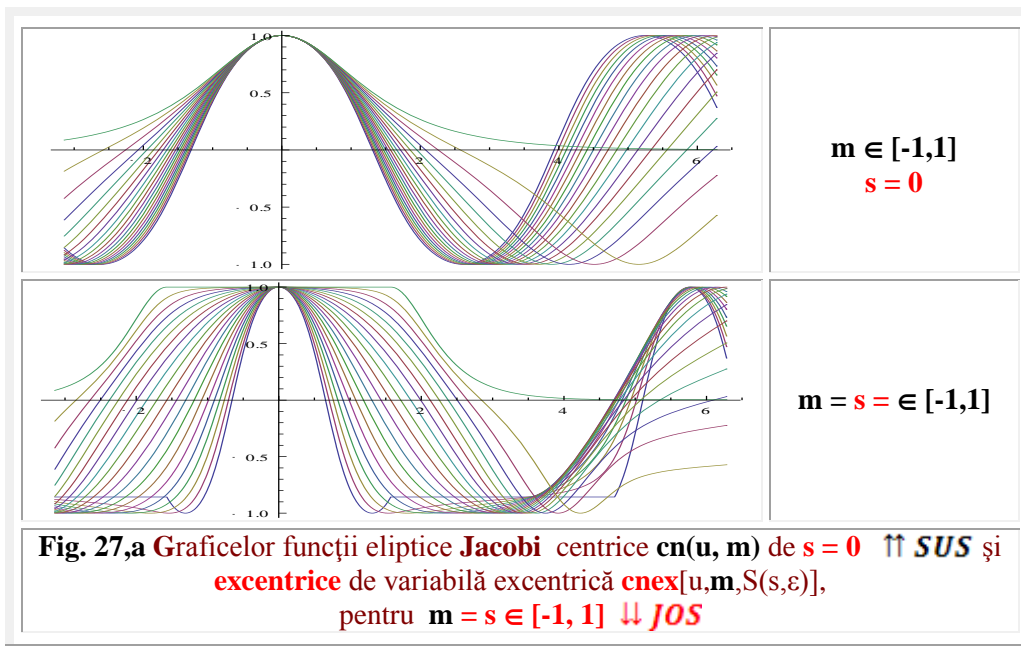 1.0
0.5
- 0.5
- 1.0
- 2
2
4
6
m ∈ [-1,1]
s = 0
1.0
0.5
- 0.5
- 1.0
- 2
2
4
6
m = s = ∈ [-1,1]
Fig. 27,a Graficelor funcţii eliptice Jacobi centrice cn(u, m) de s = 0 ⇈ SUS şi
excentrice de variabilă excentrică cnex[u,m,S(s,ε)],
pentru m = s ∈ [-1, 1] ⇊ JOS